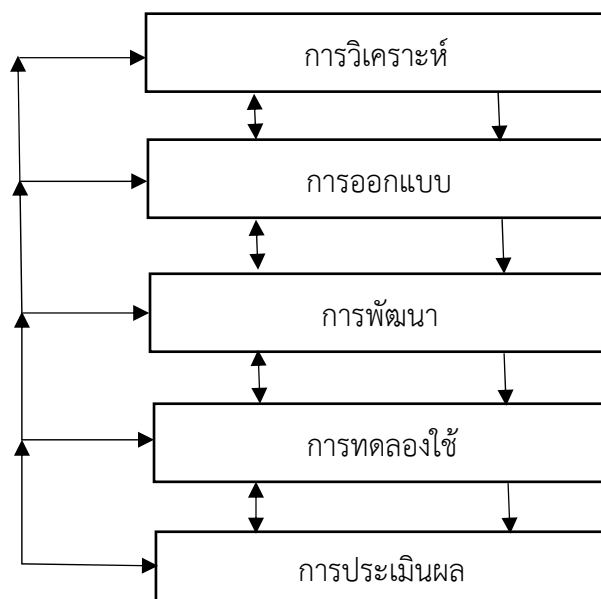 การวิเคราะห์
การออกแบบ
การพัฒนา
การทดลองใช้
การประเมินผล